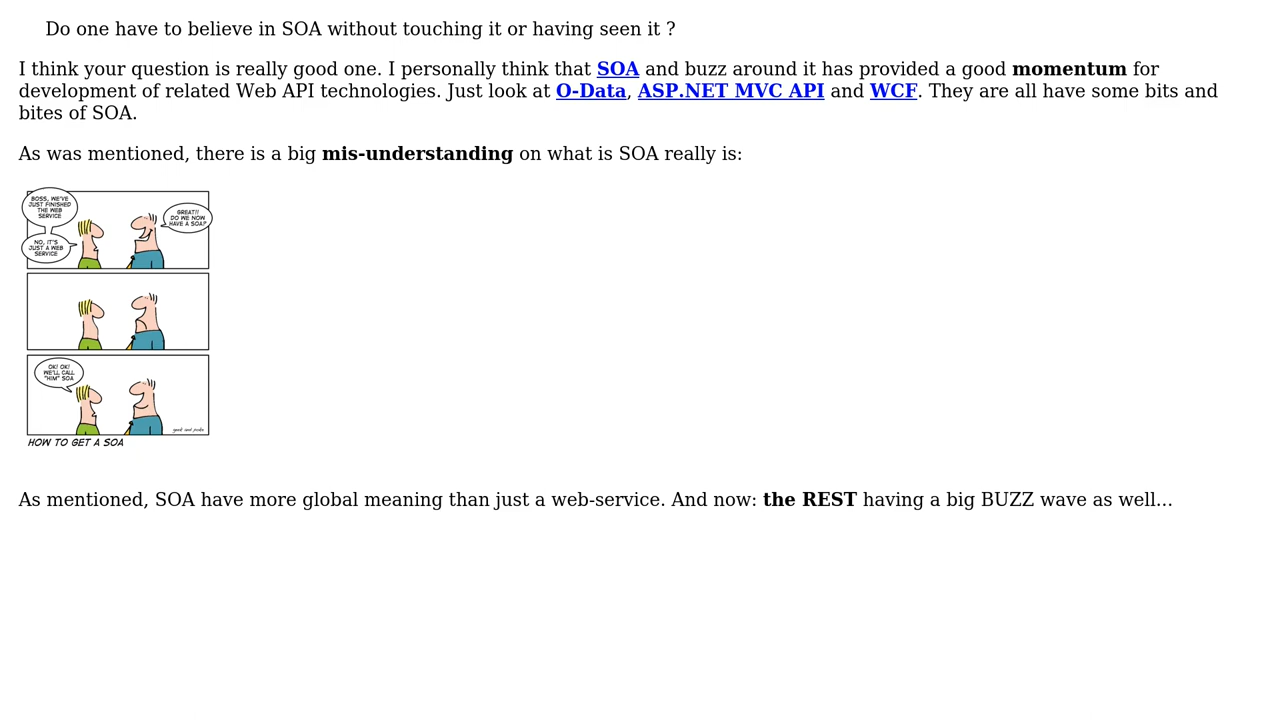 Do one have to believe in SOA without touching it or having seen it ?
I think your question is really good one. I personally think that SOA and buzz around it has provided a good momentum for
development of related Web API technologies. Just look at O-Data, ASP.NET MVC API and WCF. They are all have some bits and
bites of SOA.
As was mentioned, there is a big mis-understanding on what is SOA really is:
BOSS, WE'VE
JUST FINISHED
THE WEB
SERVICE
GREAT!!
DO WE NOW
HAVE A SOA?
NO, IT'S
JUST A WEB
SERVICE
OK! OK!
WE'LL CALL
"HIM" SOA
geek and poke
HOW TO GET A SOA
As mentioned, SOA have more global meaning than just a web-service. And now: the REST having a big BUZZ wave as well...